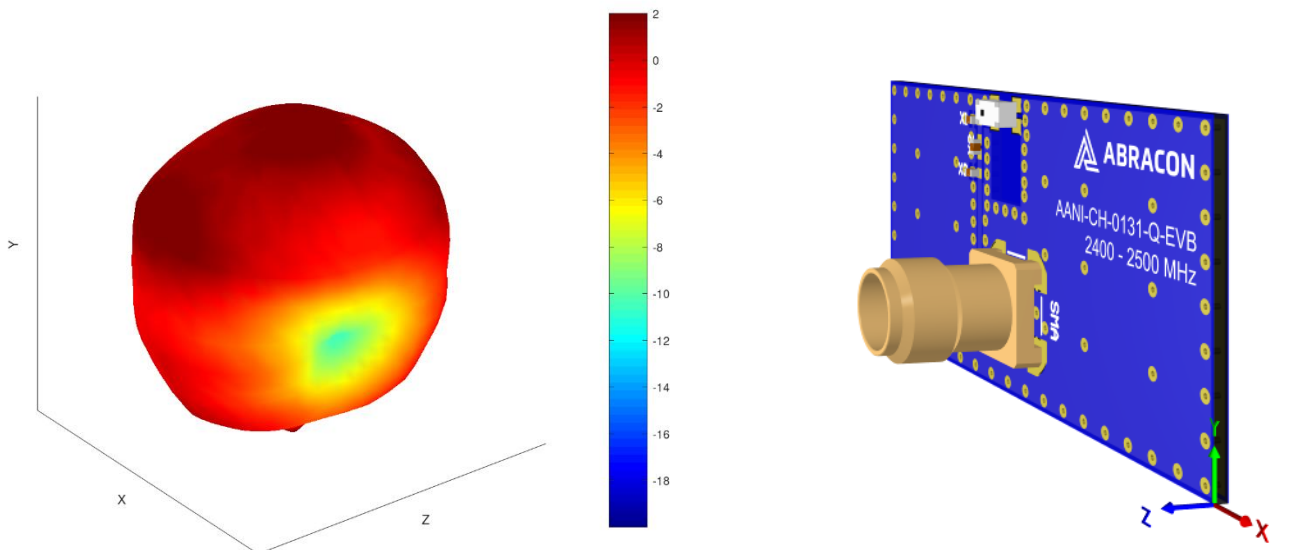 2
0
-2
-4
-6
-8
-10
-12
-14
-16
-18
Y
X
Z
ABRACON
AANI-CH-0131-Q-EVB
2400 - 2500 MHz
SMA
Y
Z
X